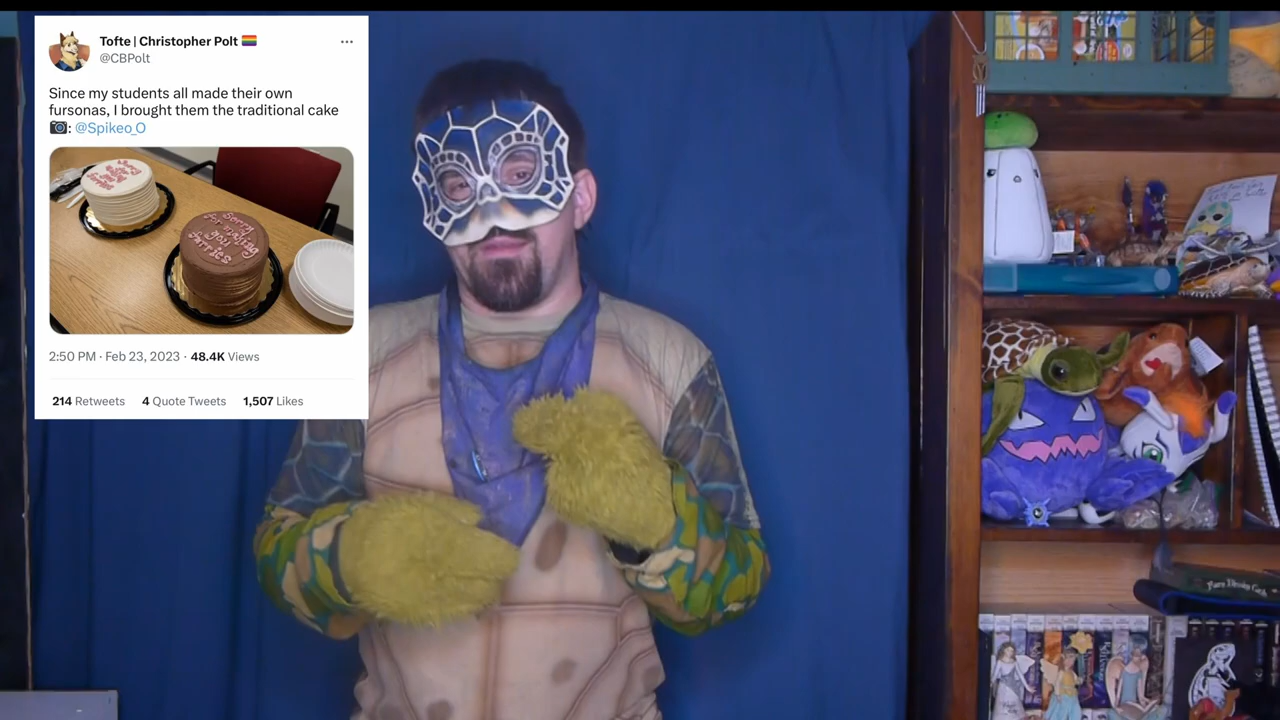 Tofte | Christopher Polt 🏳️‍🌈
@CBPolt
Since my students all made their own
fursonas, I brought them the traditional cake
📷: @Spikeo_O
sorry
for making
you
furries
2:50 PM · Feb 23, 2023 · 48.4K Views
214 Retweets 4 Quote Tweets 1,507 Likes